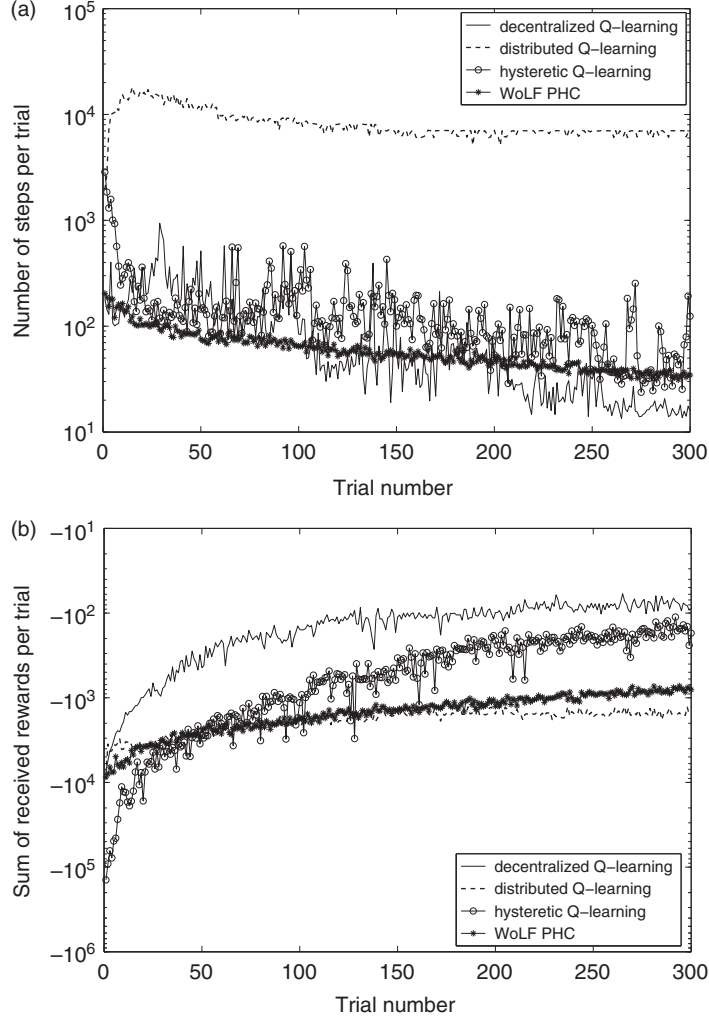 (a)
10^5
10^4
10^3
10^2
10^1
Number of steps per trial
decentralized Q−learning
distributed Q−learning
hysteretic Q−learning
WoLF PHC
0 50 100 150 200 250 300
Trial number
(b)
−10^1
−10^2
−10^3
−10^4
−10^5
−10^6
Sum of received rewards per trial
decentralized Q−learning
distributed Q−learning
hysteretic Q−learning
WoLF PHC
0 50 100 150 200 250 300
Trial number